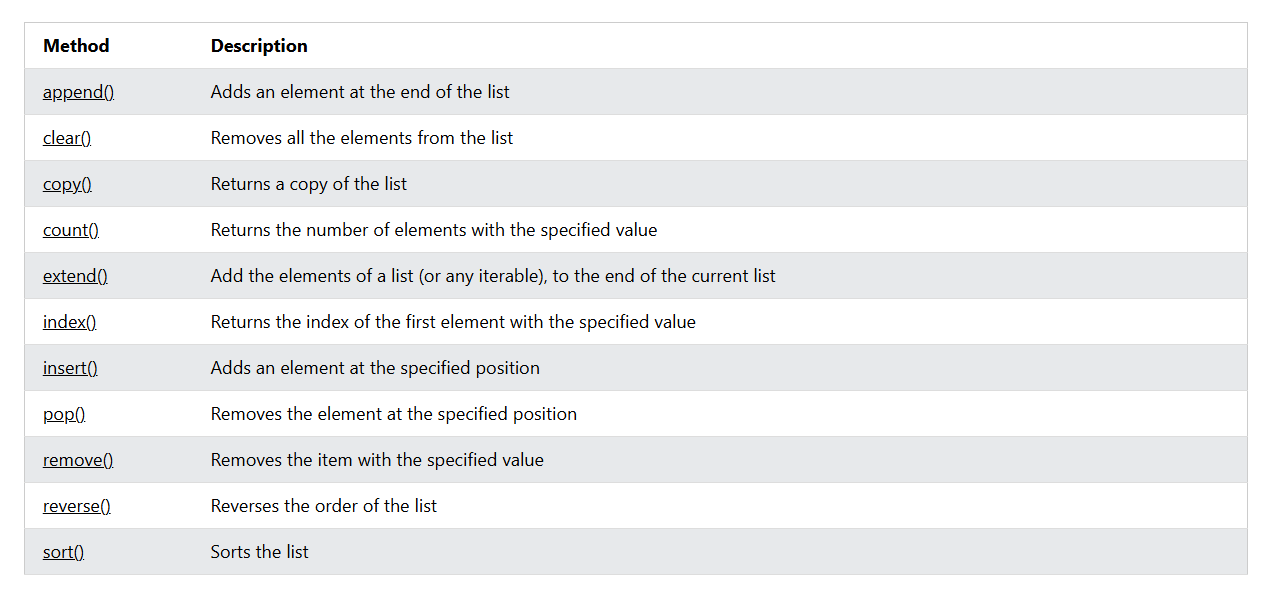 Method Description
append() Adds an element at the end of the list
clear() Removes all the elements from the list
copy() Returns a copy of the list
count() Returns the number of elements with the specified value
extend() Add the elements of a list (or any iterable), to the end of the current list
index() Returns the index of the first element with the specified value
insert() Adds an element at the specified position
pop() Removes the element at the specified position
remove() Removes the item with the specified value
reverse() Reverses the order of the list
sort() Sorts the list